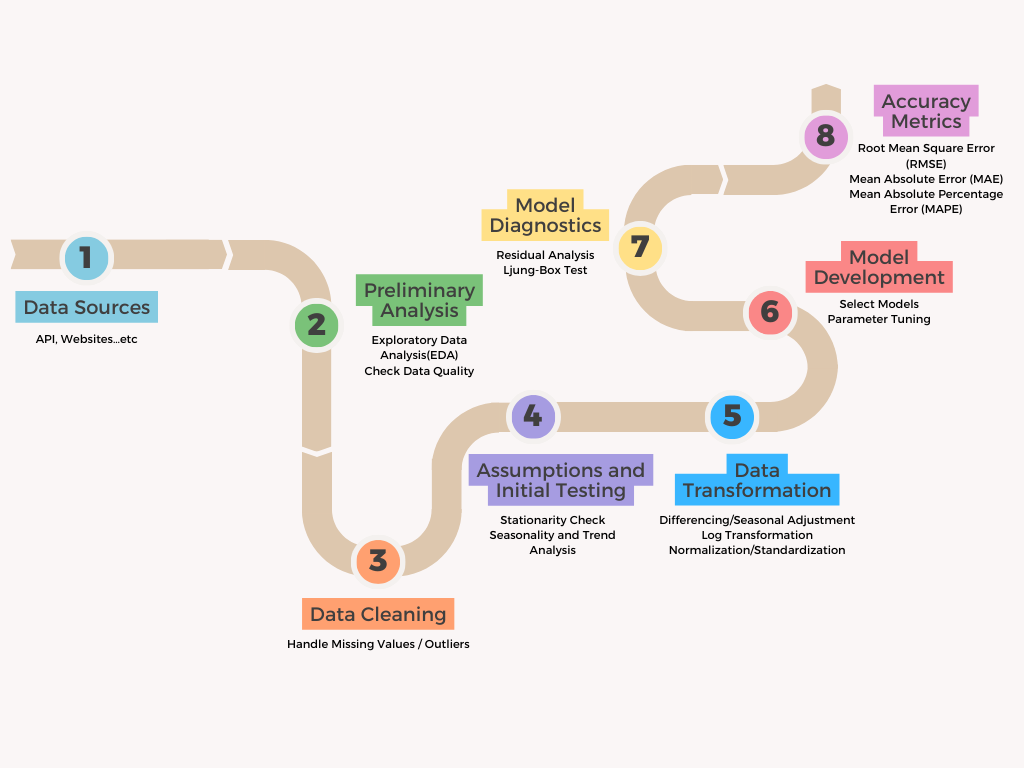 1
Data Sources
API, Websites...etc
2
Preliminary
Analysis
Exploratory Data
Analysis(EDA)
Check Data Quality
3
Data Cleaning
Handle Missing Values / Outliers
4
Assumptions and
Initial Testing
Stationarity Check
Seasonality and Trend
Analysis
5
Data
Transformation
Differencing/Seasonal Adjustment
Log Transformation
Normalization/Standardization
6
Model
Development
Select Models
Parameter Tuning
7
Model
Diagnostics
Residual Analysis
Ljung-Box Test
8
Accuracy
Metrics
Root Mean Square Error
(RMSE)
Mean Absolute Error (MAE)
Mean Absolute Percentage
Error (MAPE)